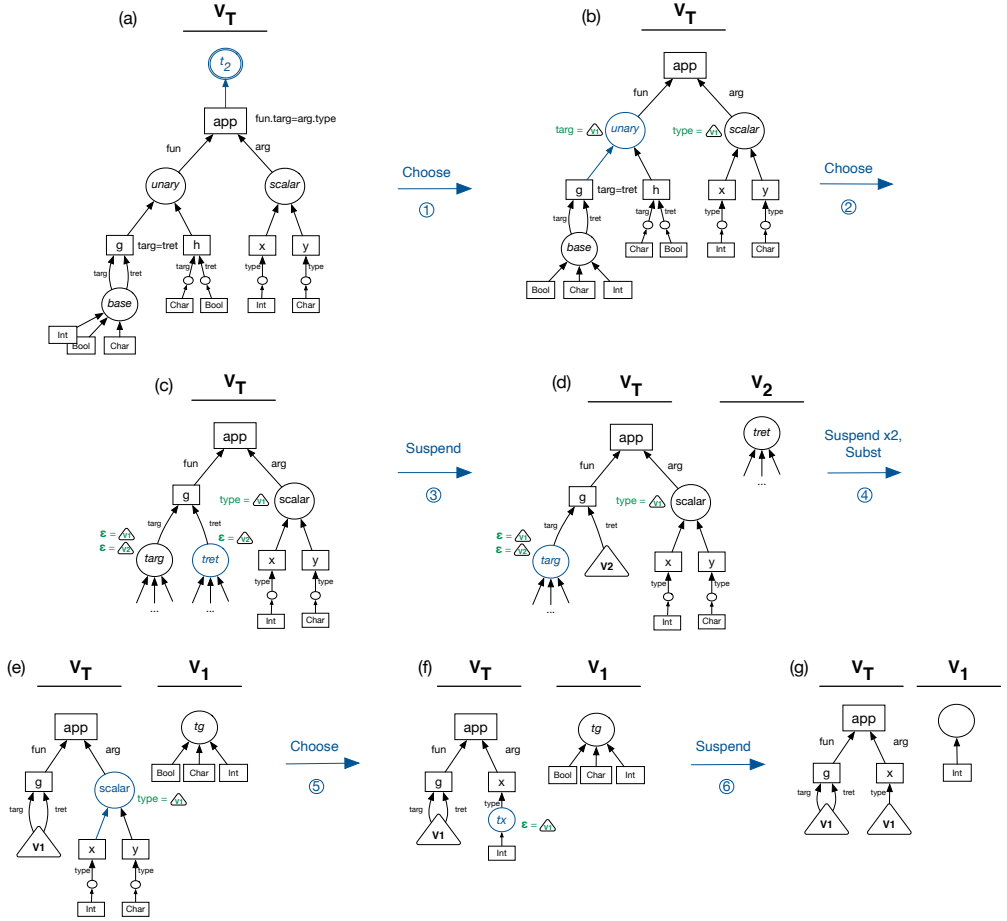 (a)
V_T
t_2
app
fun.targ=arg.type
fun
arg
unary
scalar
g
targ=tret
h
x
y
targ
tret
targ
tret
type
type
base
Char
Bool
Int
Char
Int
Bool
Char
Choose
①
(b)
V_T
app
fun
arg
targ = V1
unary
type = V1
scalar
g
targ=tret
h
x
y
targ
tret
targ
tret
type
type
base
Char
Bool
Int
Char
Bool
Char
Int
Choose
②
(c)
V_T
app
fun
arg
g
type = V1
scalar
targ
tret
ε = V1
ε = V2
ε = V2
targ
tret
x
y
type
type
...
...
Int
Char
Suspend
③
(d)
V_T
V_2
app
tret
...
fun
arg
g
type = V1
scalar
targ
tret
ε = V1
ε = V2
targ
V2
x
y
type
type
...
Int
Char
Suspend x2,
Subst
④
(e)
V_T
V_1
app
tg
fun
arg
Bool
Char
Int
g
scalar
type = V1
targ
tret
V1
x
y
type
type
Int
Char
Choose
⑤
(f)
V_T
V_1
app
tg
fun
arg
Bool
Char
Int
g
x
targ
tret
type
V1
tx
ε = V1
Int
Suspend
⑥
(g)
V_T
V_1
app
fun
arg
Int
g
x
targ
tret
type
V1
V1